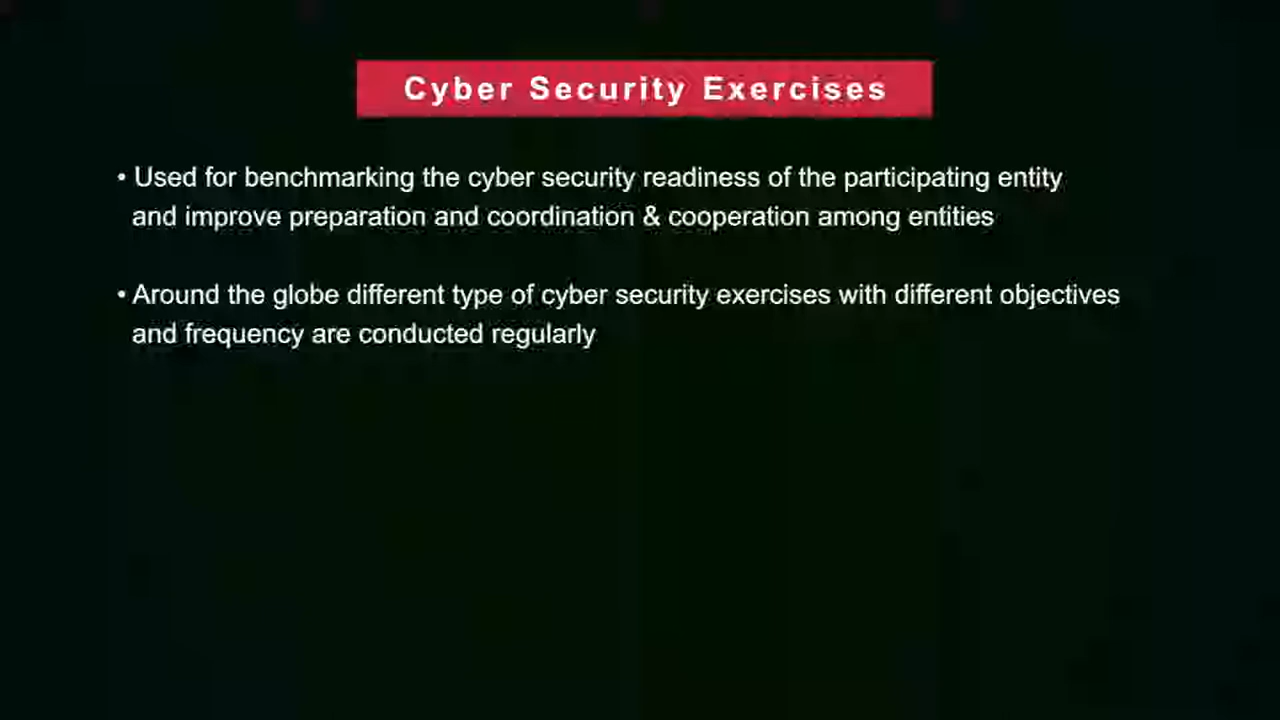 Cyber Security Exercises
• Used for benchmarking the cyber security readiness of the participating entity
and improve preparation and coordination & cooperation among entities
• Around the globe different type of cyber security exercises with different objectives
and frequency are conducted regularly